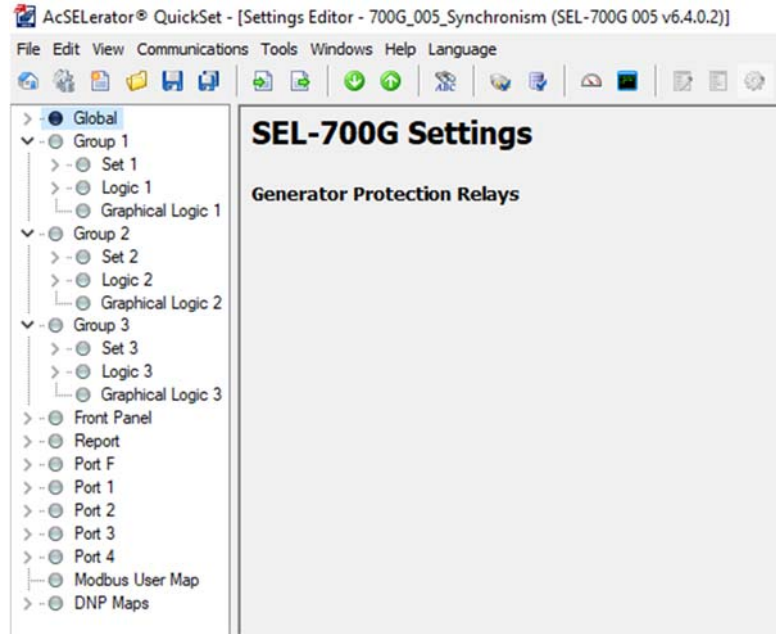 AcSELerator® QuickSet - [Settings Editor - 700G_005_Synchronism (SEL-700G 005 v6.4.0.2)]
File Edit View Communications Tools Windows Help Language
Global
Group 1
Set 1
Logic 1
Graphical Logic 1
Group 2
Set 2
Logic 2
Graphical Logic 2
Group 3
Set 3
Logic 3
Graphical Logic 3
Front Panel
Report
Port F
Port 1
Port 2
Port 3
Port 4
Modbus User Map
DNP Maps
SEL-700G Settings
Generator Protection Relays